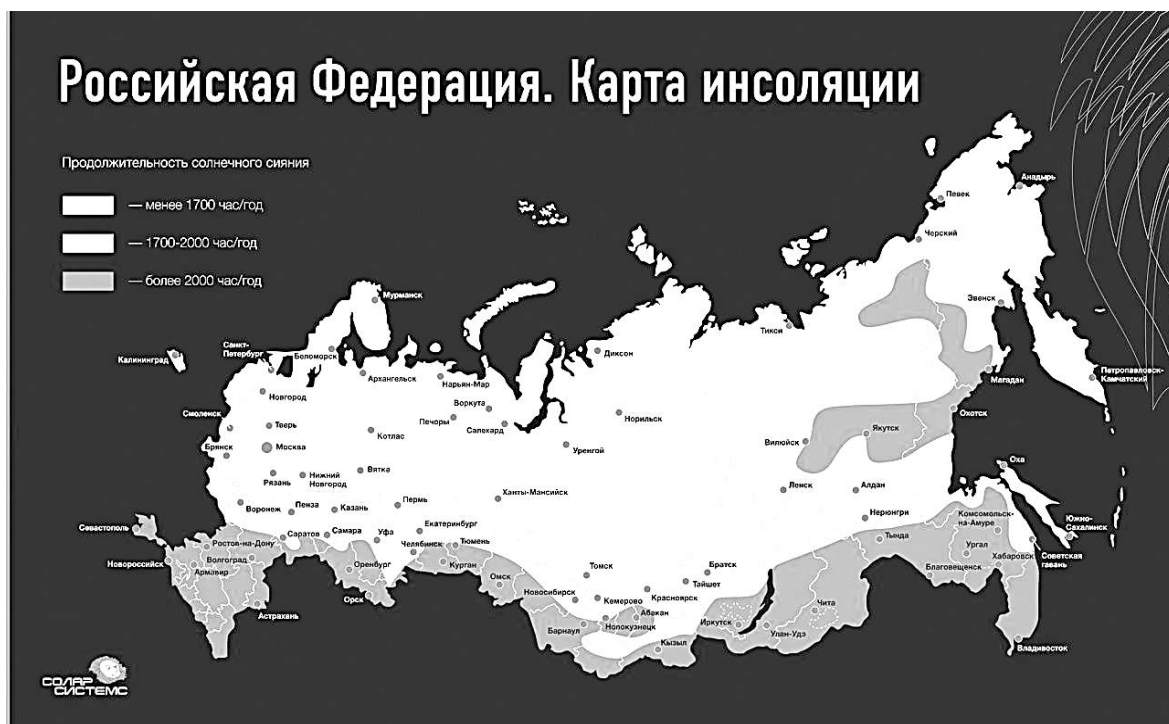 Российская Федерация. Карта инсоляции
Продолжительность солнечного сияния
— менее 1700 час/год
— 1700-2000 час/год
— более 2000 час/год
Анадырь
Певек
Черский
Мурманск
Звенск
Санкт-
Петербург
Беломорск
Тикси
Калининград
Диксон
Архангельск
Нарьян-Мар
Магадан
Петропавловск-
Камчатский
Новгород
Воркута
Смоленск
Печоры
Салехард
Норильск
Охотск
Тверь
Котлас
Вилюйск
Якутск
Брянск
Москва
Уренгой
Вятка
Рязань
Нижний
Новгород
Оха
Ленск
Алдан
Ханты-Мансийск
Воронеж
Пенза
Казань
Пермь
Севастополь
Нерюнгри
Комсомольск-
на-Амуре
Южно-
Сахалинск
Екатеринбург
Саратов
Самара
Уфа
Ростов-на-Дону
Челябинск
Тюмень
Тында
Ургал
Советская
гавань
Новороссийск
Волгоград
Армавир
Оренбург
Курган
Хабаровск
Благовещенск
Томск
Братск
Тайшет
Омск
Новосибирск
Кемерово
Красноярск
Орск
Астрахань
Абакан
Чита
Барнаул
Нопокузнецк
Иркутск
Улан-Удэ
Кызыл
Владивосток
СОЛАР
СИСТЕМС